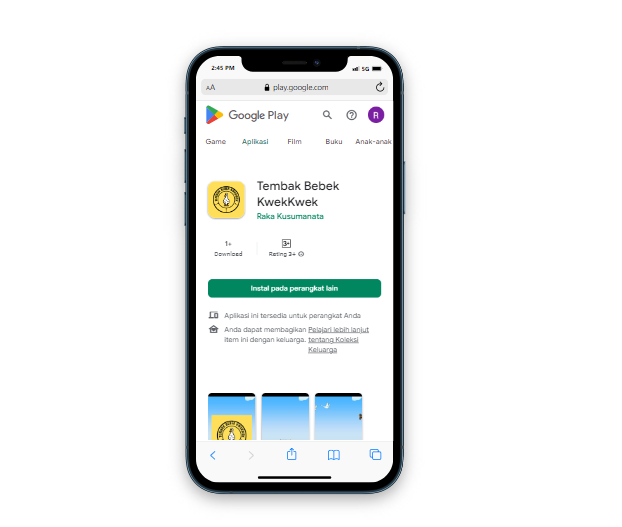 2:45 PM
5G
AA
play.google.com
Google Play
R
Game
Aplikasi
Film
Buku
Anak-anak
Tembak Bebek
KwekKwek
Raka Kusumanata
1+
Download
3+
Rating 3+
Instal pada perangkat lain
Aplikasi ini tersedia untuk perangkat Anda
Anda dapat membagikan Pelajari lebih lanjut
item ini dengan keluarga. tentang Koleksi
Keluarga